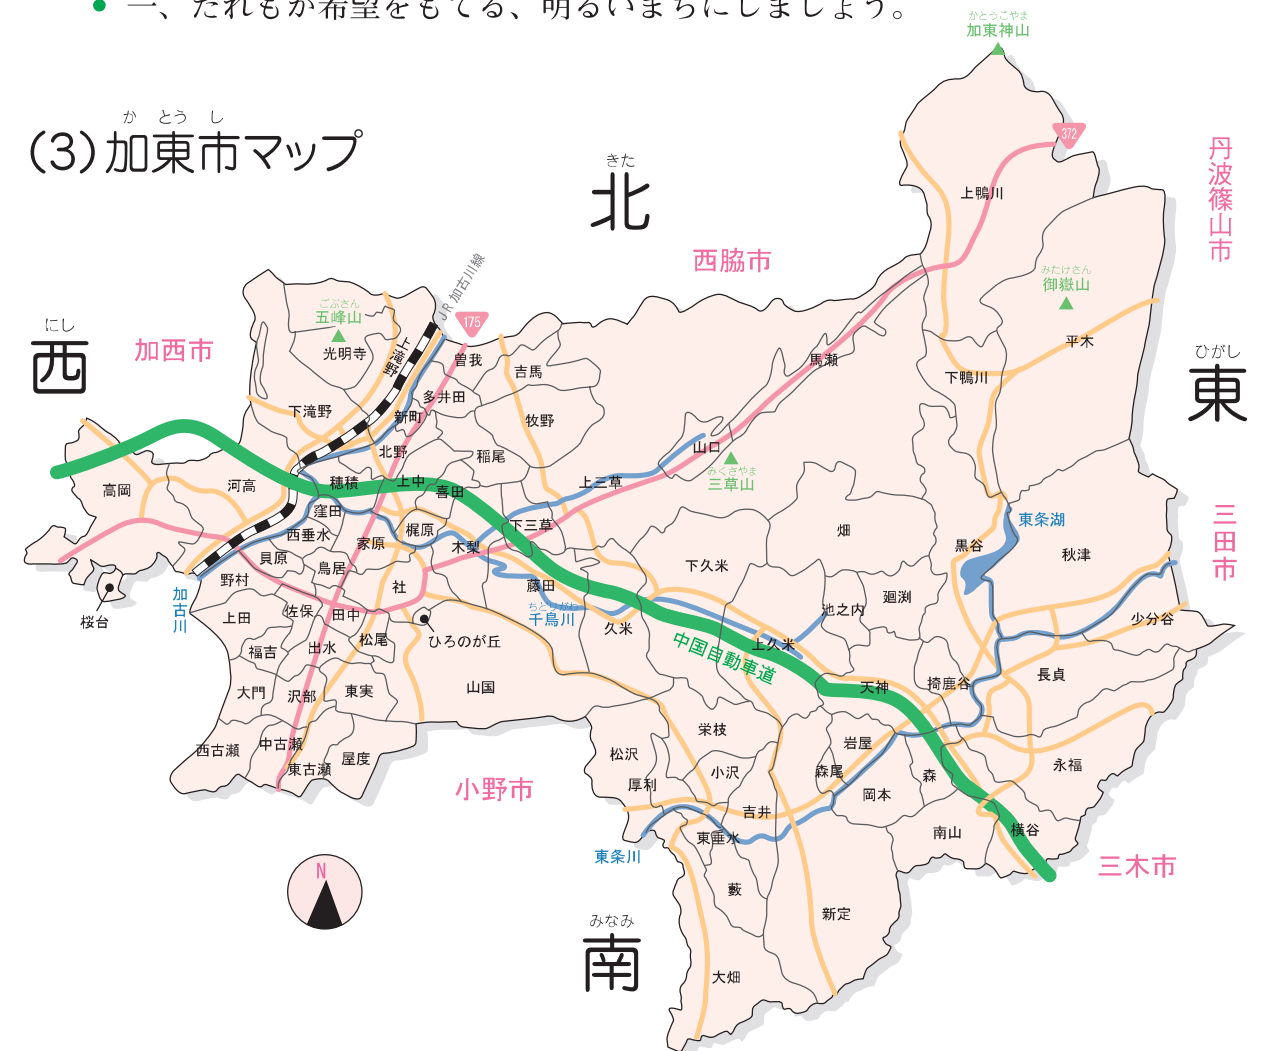 一、だれもが希望をもてる、明るいまちにしましょう。
かとうこやま
加東神山
か とう し
(3)加東市マップ
372
きた
北
丹波篠山市
上鴨川
西脇市
JR加古川線
みたけさん
御嶽山
ごぶさん
五峰山
175
にし
西
加西市
上滝野
光明寺
曽我
吉馬
馬瀬
平木
ひがし
東
下鴨川
多井田
下滝野
新町
牧野
北野
稲尾
山口
みくさやま
三草山
高岡
河高
穂積
上中
喜田
上三草
窪田
下三草
東条湖
三田市
西垂水
家原
梶原
木梨
畑
黒谷
秋津
貝原
鳥居
下久米
野村
社
藤田
廻渕
加古川
桜台
上田
佐保
田中
ちどりがわ
千鳥川
久米
池之内
少分谷
福吉
出水
松尾
ひろのが丘
上久米
中国自動車道
大門
沢部
東実
山国
天神
掎鹿谷
長貞
西古瀬
中古瀬
東古瀬
屋度
栄枝
松沢
小沢
岩屋
森尾
森
永福
小野市
厚利
岡本
吉井
東垂水
南山
横谷
東条川
三木市
N
藪
みなみ
南
新定
大畑